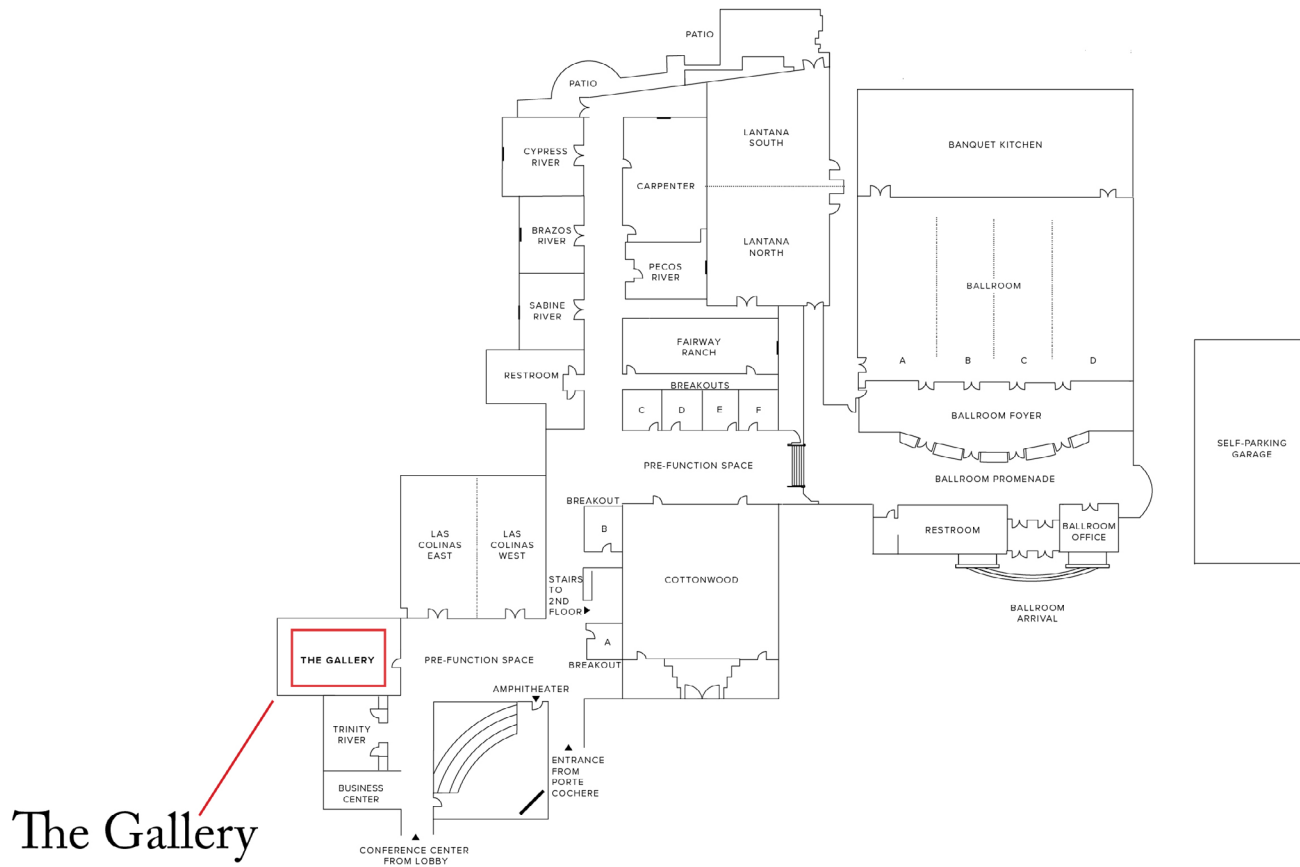 PATIO
PATIO
LANTANA
SOUTH
BANQUET KITCHEN
CYPRESS
RIVER
CARPENTER
BRAZOS
RIVER
LANTANA
NORTH
PECOS
RIVER
BALLROOM
SABINE
RIVER
FAIRWAY
RANCH
A
B
C
D
RESTROOM
BREAKOUTS
C
D
E
F
BALLROOM FOYER
SELF-PARKING
GARAGE
PRE-FUNCTION SPACE
BALLROOM PROMENADE
BREAKOUT
B
LAS
COLINAS
EAST
LAS
COLINAS
WEST
RESTROOM
BALLROOM
OFFICE
STAIRS
TO
2ND
FLOOR
COTTONWOOD
BALLROOM
ARRIVAL
A
BREAKOUT
THE GALLERY
PRE-FUNCTION SPACE
AMPHITHEATER
TRINITY
RIVER
ENTRANCE
FROM
PORTE
COCHERE
BUSINESS
CENTER
The Gallery
CONFERENCE CENTER
FROM LOBBY